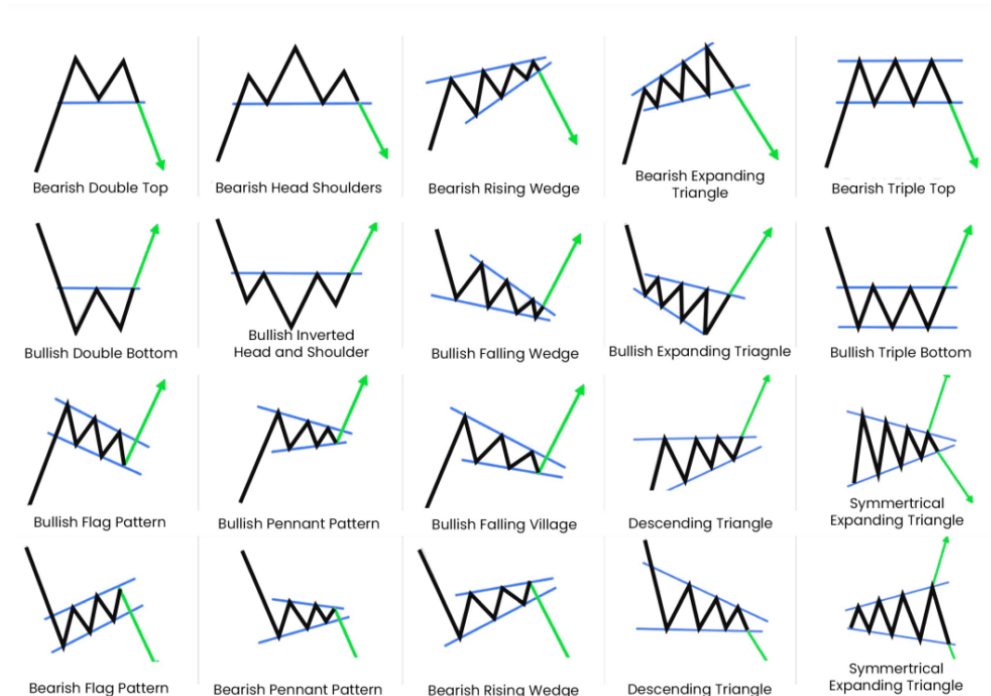 Bearish Double Top
Bearish Head Shoulders
Bearish Rising Wedge
Bearish Expanding
Triangle
Bearish Triple Top
Bullish Double Bottom
Bullish Inverted
Head and Shoulder
Bullish Falling Wedge
Bullish Expanding Triagnle
Bullish Triple Bottom
Bullish Flag Pattern
Bullish Pennant Pattern
Bullish Falling Village
Descending Triangle
Symmertrical
Expanding Triangle
Bearish Flag Pattern
Bearish Pennant Pattern
Bearish Rising Wedge
Descending Triangle
Symmertrical
Expanding Triangle